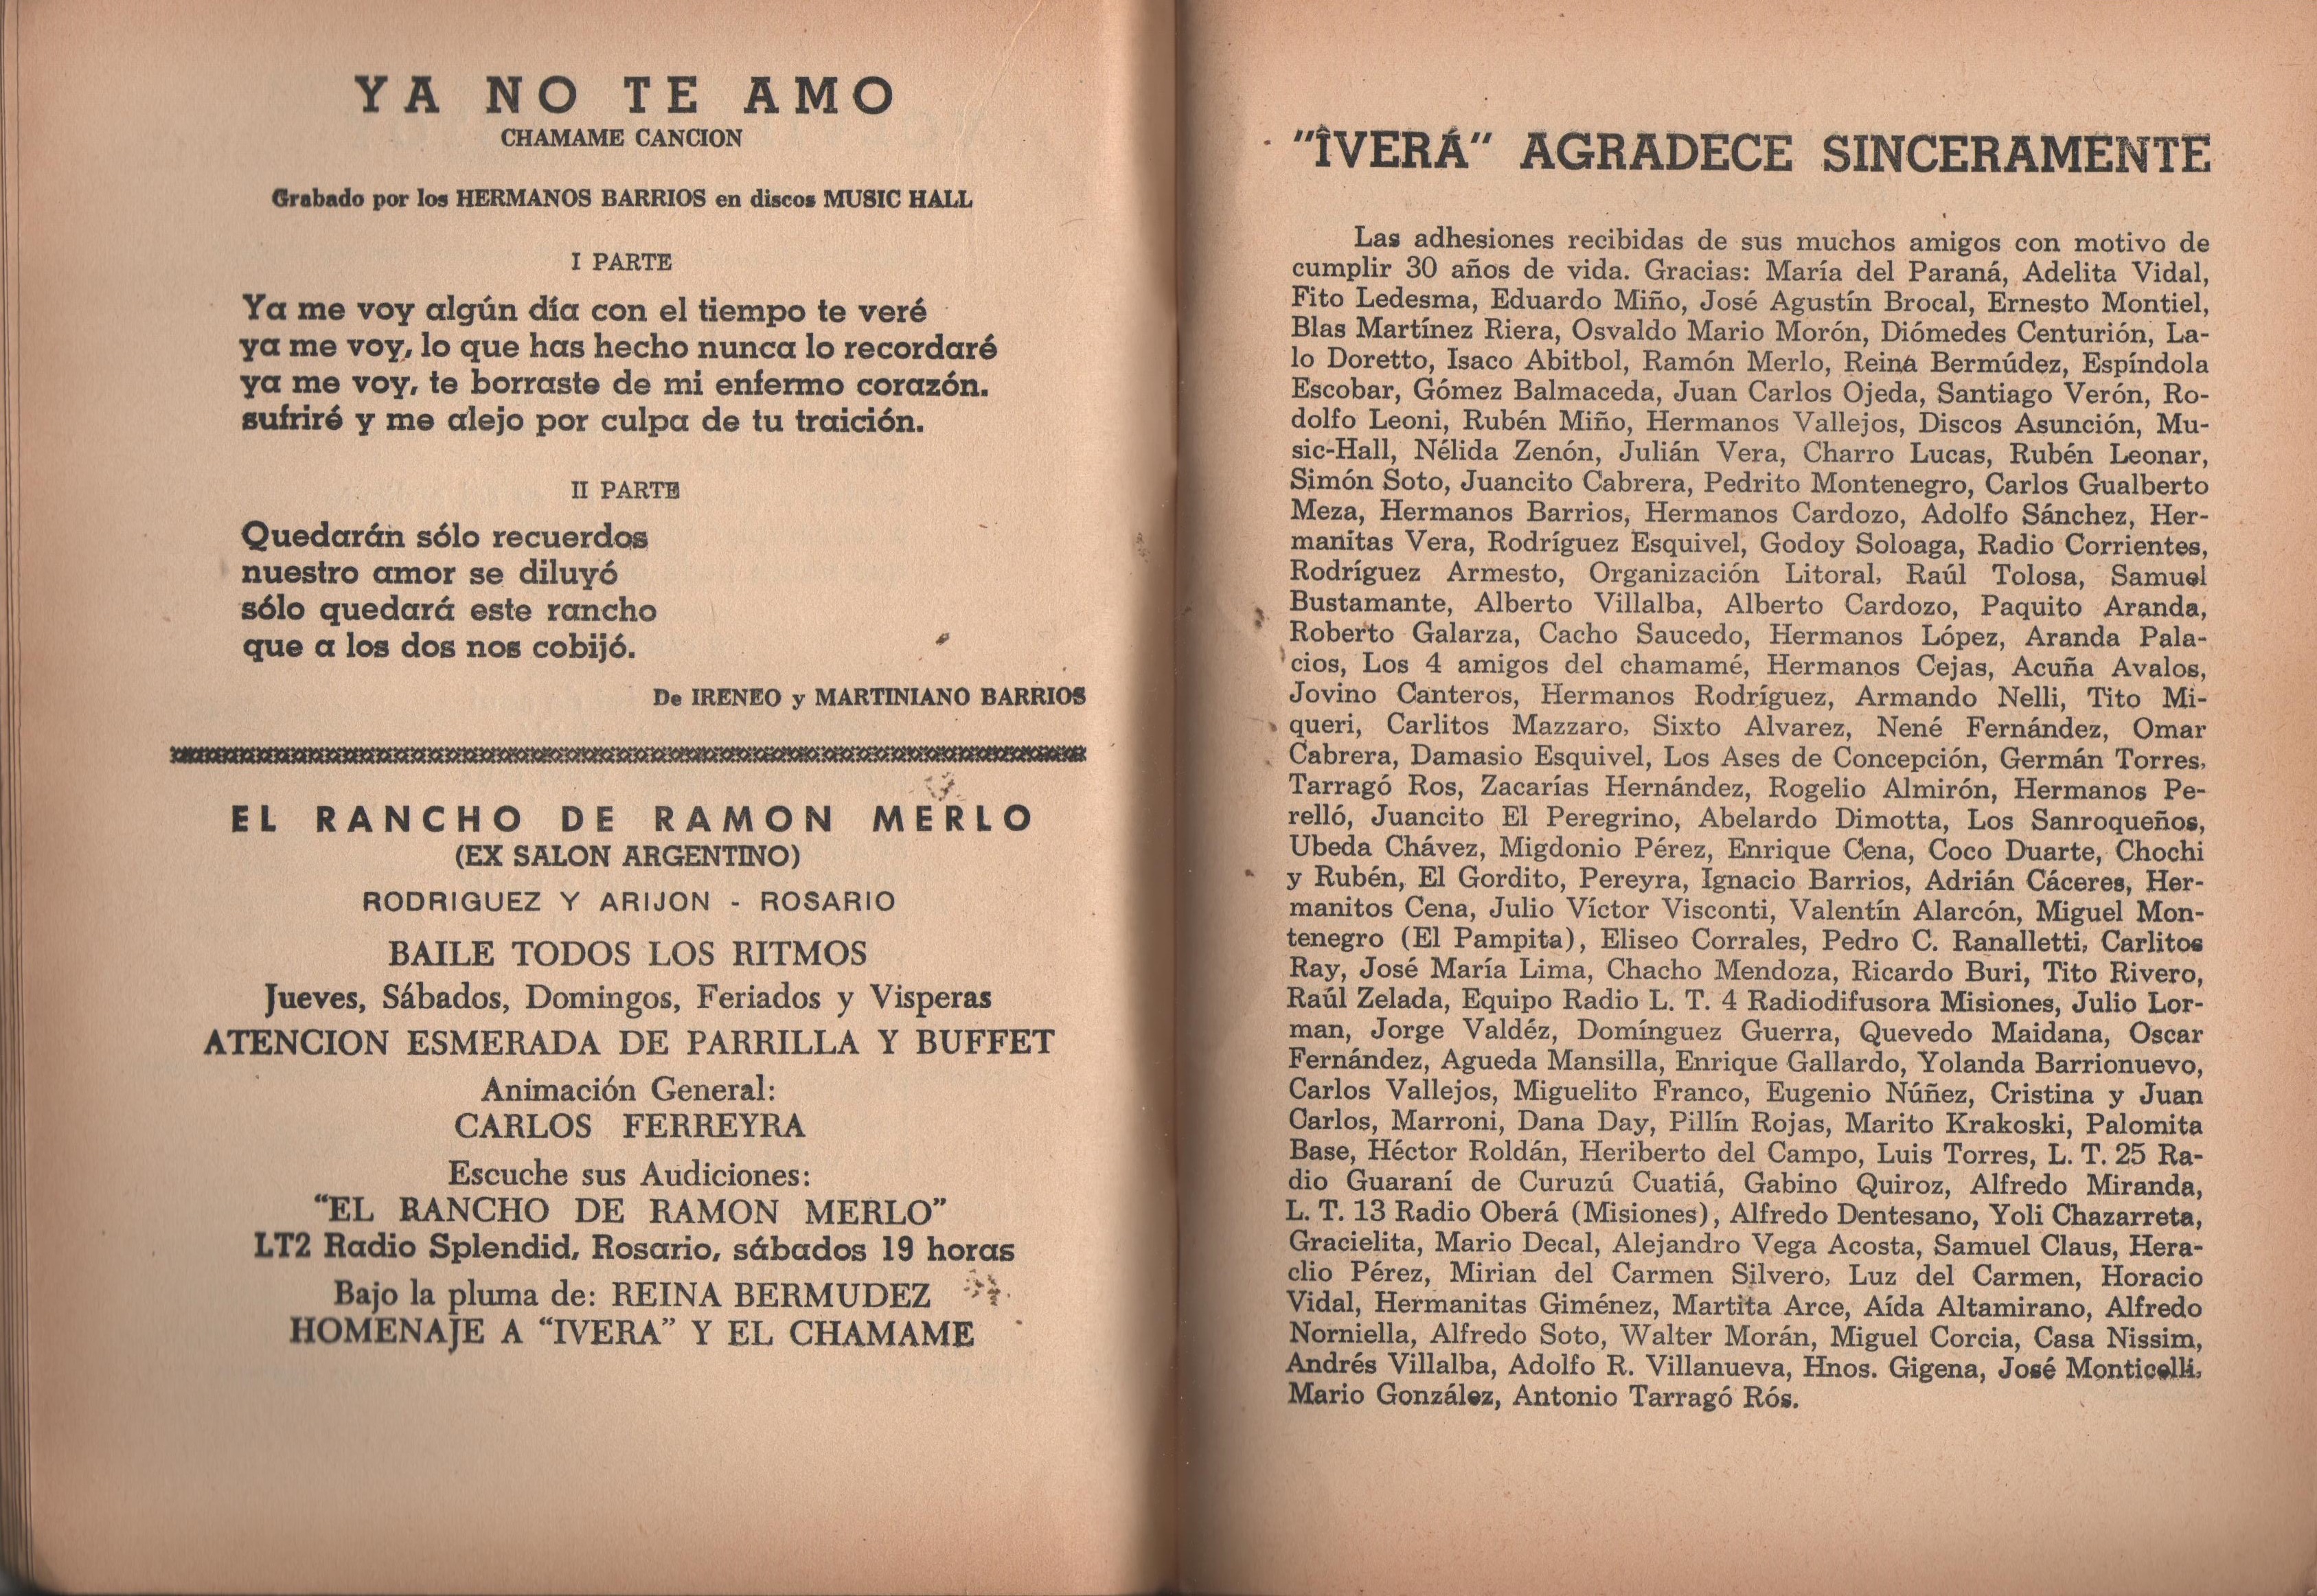 YA NO TE AMO
CHAMAME CANCION
Grabado por los HERMANOS BARRIOS en discos MUSIC HALL
I PARTE
Ya me voy algún día con el tiempo te veré
ya me voy, lo que has hecho nunca lo recordaré
ya me voy, te borraste de mi enfermo corazón.
sufriré y me alejo por culpa de tu traición.
II PARTE
Quedarán sólo recuerdos
nuestro amor se diluyó
sólo quedará este rancho
que a los dos nos cobijó.
De IRENEO y MARTINIANO BARRIOS
EL RANCHO DE RAMON MERLO
(EX SALON ARGENTINO)
RODRIGUEZ Y ARIJON - ROSARIO
BAILE TODOS LOS RITMOS
Jueves, Sábados, Domingos, Feriados y Visperas
ATENCION ESMERADA DE PARRILLA Y BUFFET
Animación General:
CARLOS FERREYRA
Escuche sus Audiciones:
“EL RANCHO DE RAMON MERLO”
LT2 Radio Splendid, Rosario, sábados 19 horas
Bajo la pluma de: REINA BERMUDEZ
HOMENAJE A “IVERA” Y EL CHAMAME
"ÎVERÁ" AGRADECE SINCERAMENTE
Las adhesiones recibidas de sus muchos amigos con motivo de
cumplir 30 años de vida. Gracias: María del Paraná, Adelita Vidal,
Fito Ledesma, Eduardo Miño, José Agustín Brocal, Ernesto Montiel,
Blas Martínez Riera, Osvaldo Mario Morón, Diómedes Centurión, La-
lo Doretto, Isaco Abitbol, Ramón Merlo, Reina Bermúdez, Espíndola
Escobar, Gómez Balmaceda, Juan Carlos Ojeda, Santiago Verón, Ro-
dolfo Leoni, Rubén Miño, Hermanos Vallejos, Discos Asunción, Mu-
sic-Hall, Nélida Zenón, Julián Vera, Charro Lucas, Rubén Leonar,
Simón Soto, Juancito Cabrera, Pedrito Montenegro, Carlos Gualberto
Meza, Hermanos Barrios, Hermanos Cardozo, Adolfo Sánchez, Her-
manitas Vera, Rodríguez Esquivel, Godoy Soloaga, Radio Corrientes,
Rodríguez Armesto, Organización Litoral, Raúl Tolosa, Samuel
Bustamante, Alberto Villalba, Alberto Cardozo, Paquito Aranda,
Roberto Galarza, Cacho Saucedo, Hermanos López, Aranda Pala-
cios, Los 4 amigos del chamamé, Hermanos Cejas, Acuña Avalos,
Jovino Canteros, Hermanos Rodríguez, Armando Nelli, Tito Mi-
queri, Carlitos Mazzaro, Sixto Alvarez, Nené Fernández, Omar
Cabrera, Damasio Esquivel, Los Ases de Concepción, Germán Torres,
Tarragó Ros, Zacarías Hernández, Rogelio Almirón, Hermanos Pe-
relló, Juancito El Peregrino, Abelardo Dimotta, Los Sanroqueños,
Ubeda Chávez, Migdonio Pérez, Enrique Cena, Coco Duarte, Chochi
y Rubén, El Gordito, Pereyra, Ignacio Barrios, Adrián Cáceres, Her-
manitos Cena, Julio Víctor Visconti, Valentín Alarcón, Miguel Mon-
tenegro (El Pampita), Eliseo Corrales, Pedro C. Ranalletti, Carlitos
Ray, José María Lima, Chacho Mendoza, Ricardo Buri, Tito Rivero,
Raúl Zelada, Equipo Radio L. T. 4 Radiodifusora Misiones, Julio Lor-
man, Jorge Valdéz, Domínguez Guerra, Quevedo Maidana, Oscar
Fernández, Agueda Mansilla, Enrique Gallardo, Yolanda Barrionuevo,
Carlos Vallejos, Miguelito Franco, Eugenio Núñez, Cristina y Juan
Carlos, Marroni, Dana Day, Pillín Rojas, Marito Krakoski, Palomita
Base, Héctor Roldán, Heriberto del Campo, Luis Torres, L. T. 25 Ra-
dio Guaraní de Curuzú Cuatiá, Gabino Quiroz, Alfredo Miranda,
L. T. 13 Radio Oberá (Misiones), Alfredo Dentesano, Yoli Chazarreta,
Gracielita, Mario Decal, Alejandro Vega Acosta, Samuel Claus, Hera-
clio Pérez, Mirian del Carmen Silvero, Luz del Carmen, Horacio
Vidal, Hermanitas Giménez, Martita Arce, Aída Altamirano, Alfredo
Norniella, Alfredo Soto, Walter Morán, Miguel Corcia, Casa Nissim,
Andrés Villalba, Adolfo R. Villanueva, Hnos. Gigena, José Monticelli,
Mario González, Antonio Tarragó Rós.